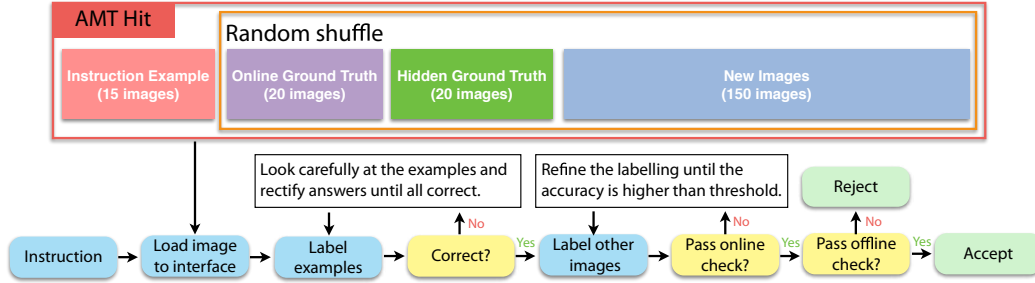 AMT Hit
Random shuffle
Instruction Example
(15 images)
Online Ground Truth
(20 images)
Hidden Ground Truth
(20 images)
New Images
(150 images)
Look carefully at the examples and
rectify answers until all correct.
Refine the labelling until the
accuracy is higher than threshold.
Reject
No
No
No
Instruction
Load image
to interface
Label
examples
Correct?
Yes
Label other
images
Pass online
check?
Yes
Pass offline
check?
Yes
Accept